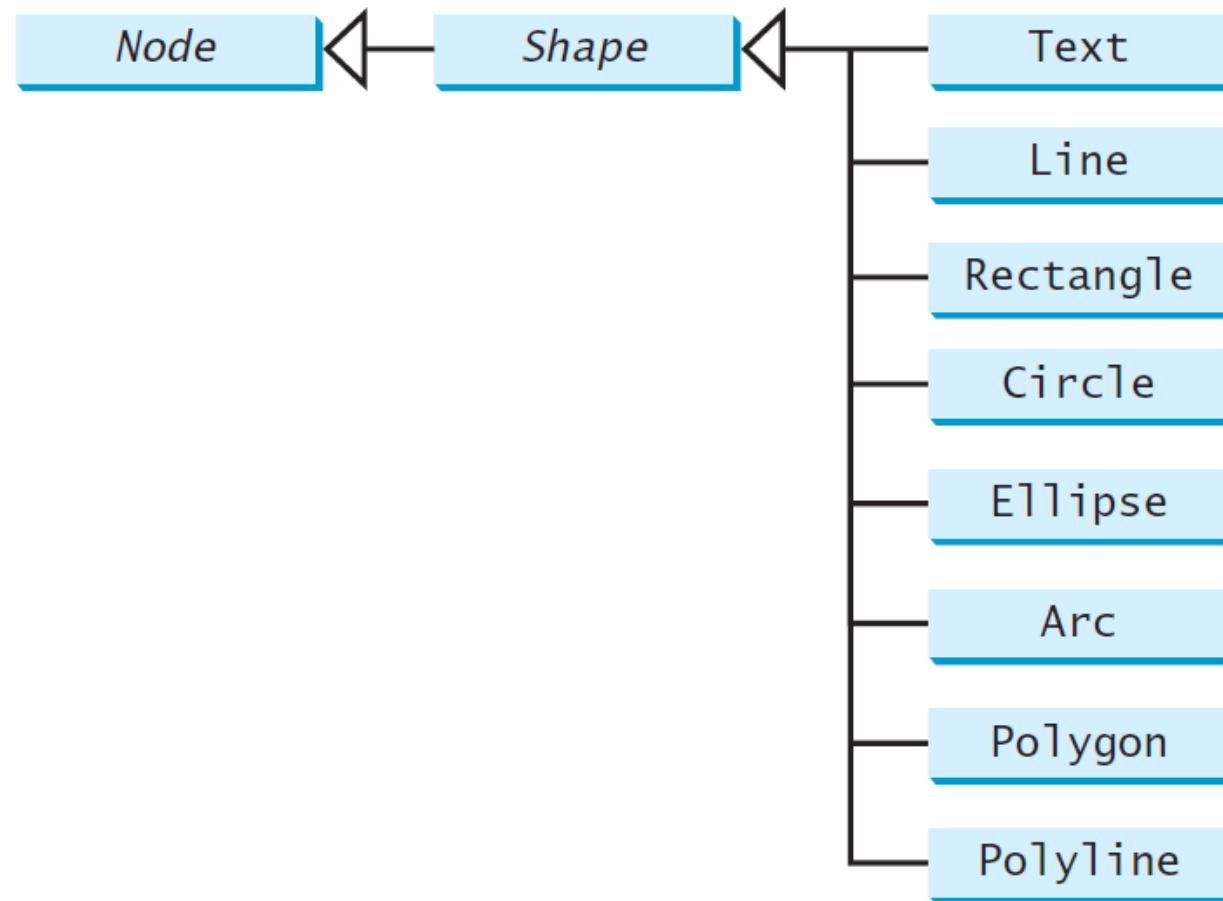 Node
Shape
Text
Line
Rectangle
Circle
Ellipse
Arc
Polygon
Polyline